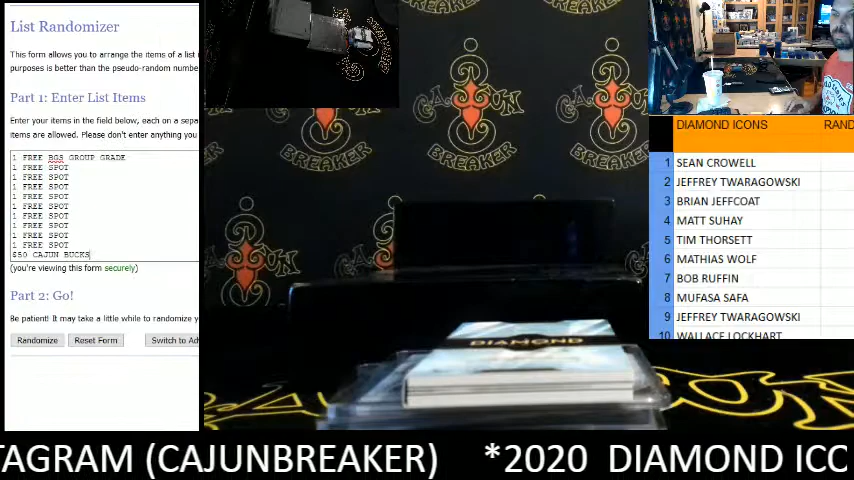 List Randomizer
This form allows you to arrange the items of a list
purposes is better than the pseudo-random numbe
Part 1: Enter List Items
Enter your items in the field below, each on a sepa
items are allowed. Please don't enter anything you
1 FREE BGS GROUP GRADE
1 FREE SPOT
1 FREE SPOT
1 FREE SPOT
1 FREE SPOT
1 FREE SPOT
1 FREE SPOT
1 FREE SPOT
1 FREE SPOT
1 FREE SPOT
$50 CAJUN BUCKS
(you're viewing this form securely)
Part 2: Go!
Be patient! It may take a little while to randomize y
Randomize
Reset Form
Switch to Adv
BREAKER
CAJUN
BREAKER
CAJUN
BREAKER
DIAMOND
DIAMOND ICONS
RAND
1 SEAN CROWELL
2 JEFFREY TWARAGOWSKI
3 BRIAN JEFFCOAT
4 MATT SUHAY
5 TIM THORSETT
6 MATHIAS WOLF
7 BOB RUFFIN
8 MUFASA SAFA
9 JEFFREY TWARAGOWSKI
10 WALLACE LOCKHART
TAGRAM (CAJUNBREAKER) *2020 DIAMOND ICC